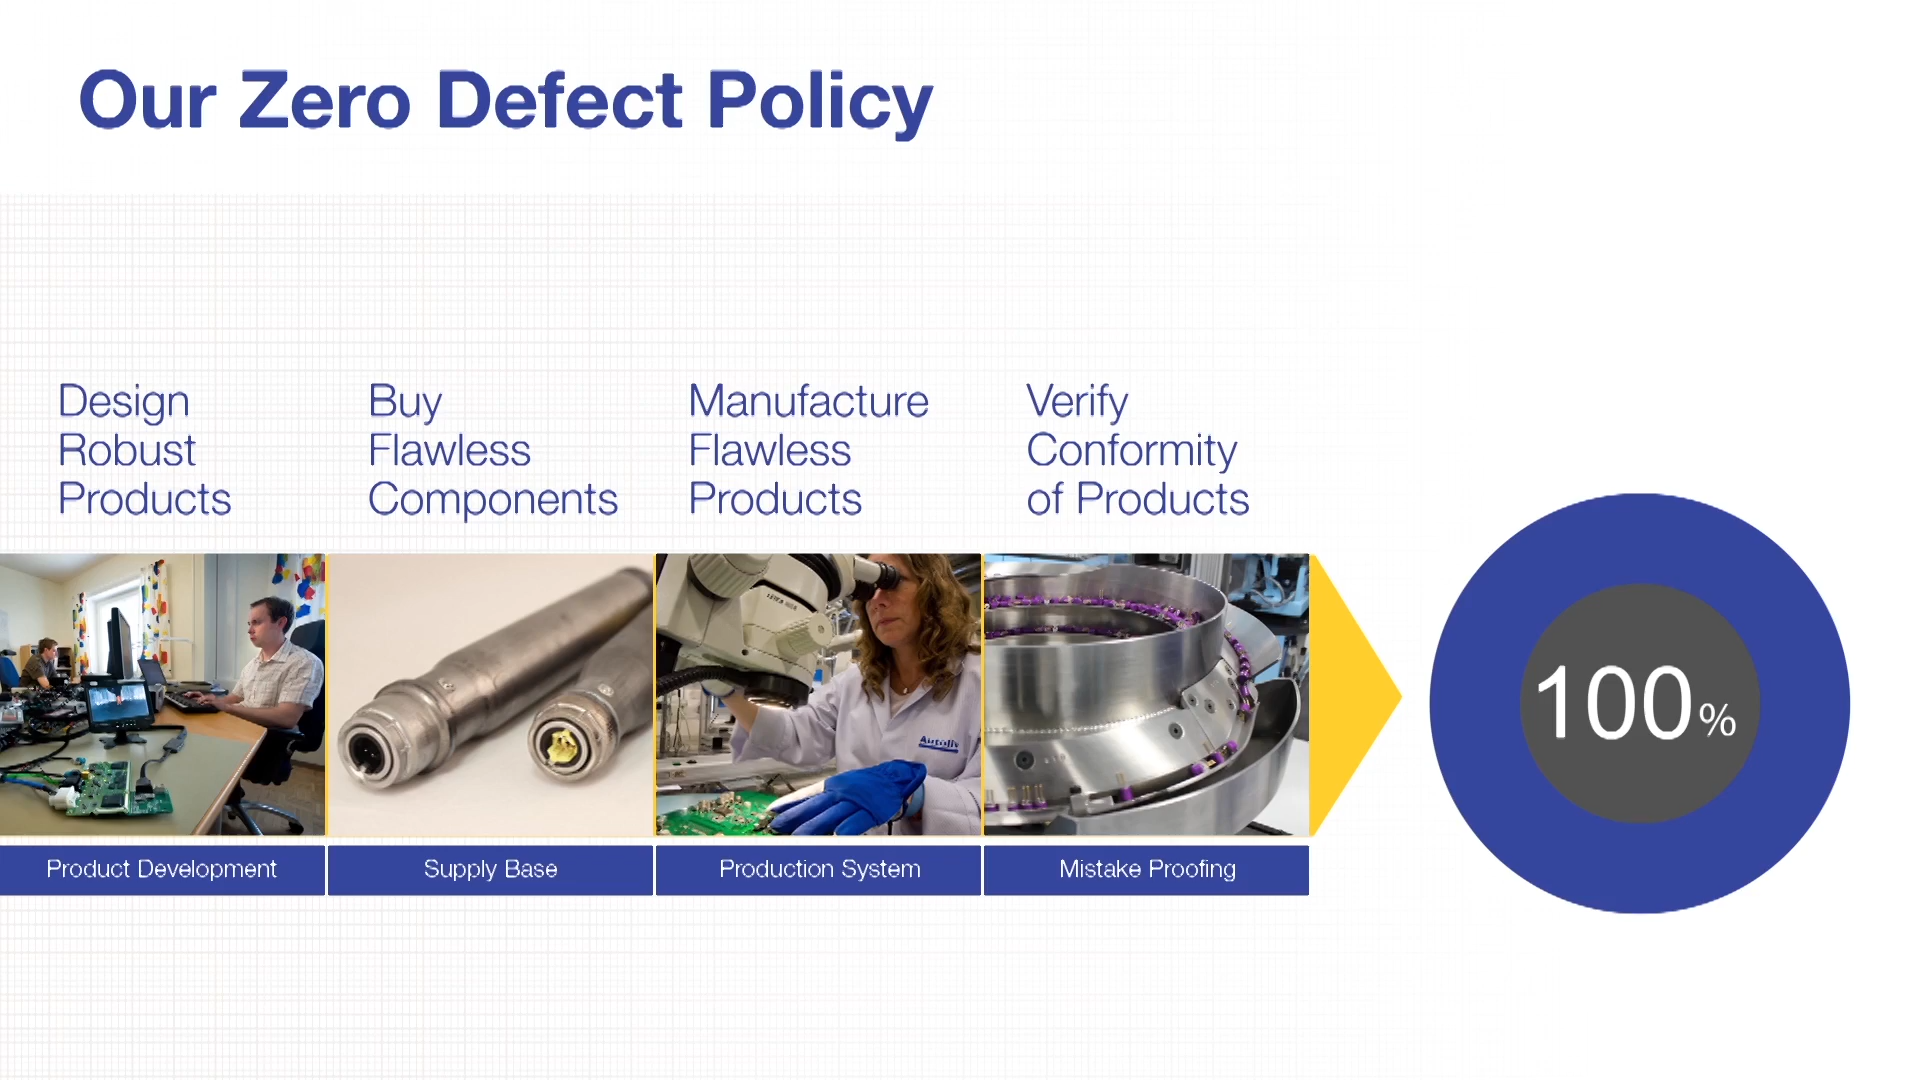 Our Zero Defect Policy
Design
Robust
Products
Buy
Flawless
Components
Manufacture
Flawless
Products
Verify
Conformity
of Products
Autoliv
100%
Product Development
Supply Base
Production System
Mistake Proofing